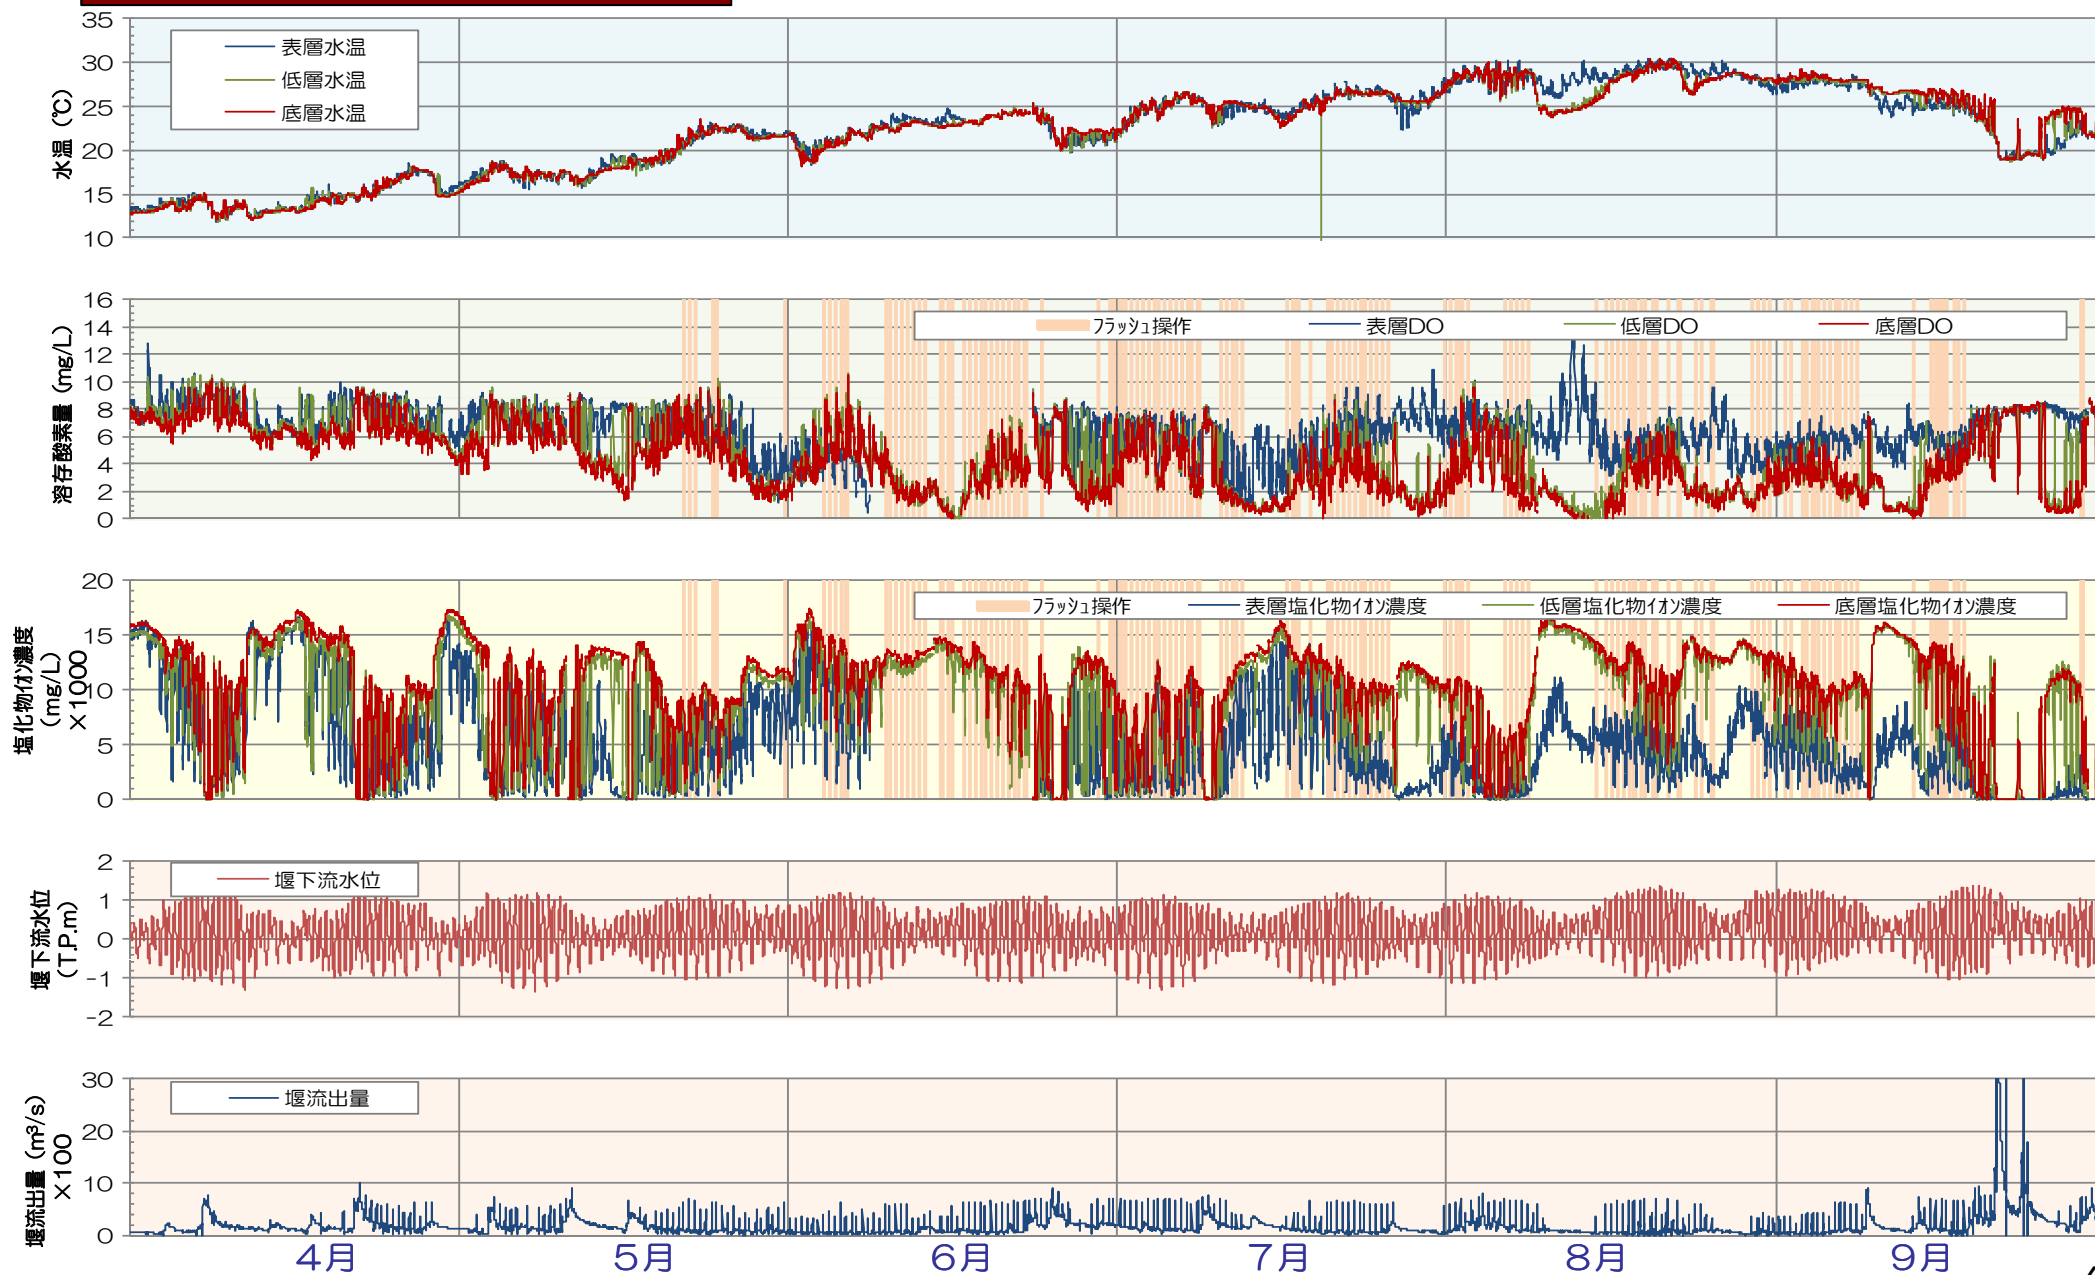 35
30
25
20
15
10
水温（℃）
表層水温
低層水温
底層水温
16
14
12
10
8
6
4
2
0
溶存酸素量（mg/L）
フラッシュ操作 表層DO 低層DO 底層DO
20
15
10
5
0
塩化物イオン濃度
（mg/L）
×1000
フラッシュ操作 表層塩化物イオン濃度 低層塩化物イオン濃度 底層塩化物イオン濃度
2
1
0
-1
-2
堰下流水位
（T.P.m）
堰下流水位
30
20
10
0
堰流出量（m³/s）
×100
堰流出量
4月 5月 6月 7月 8月 9月